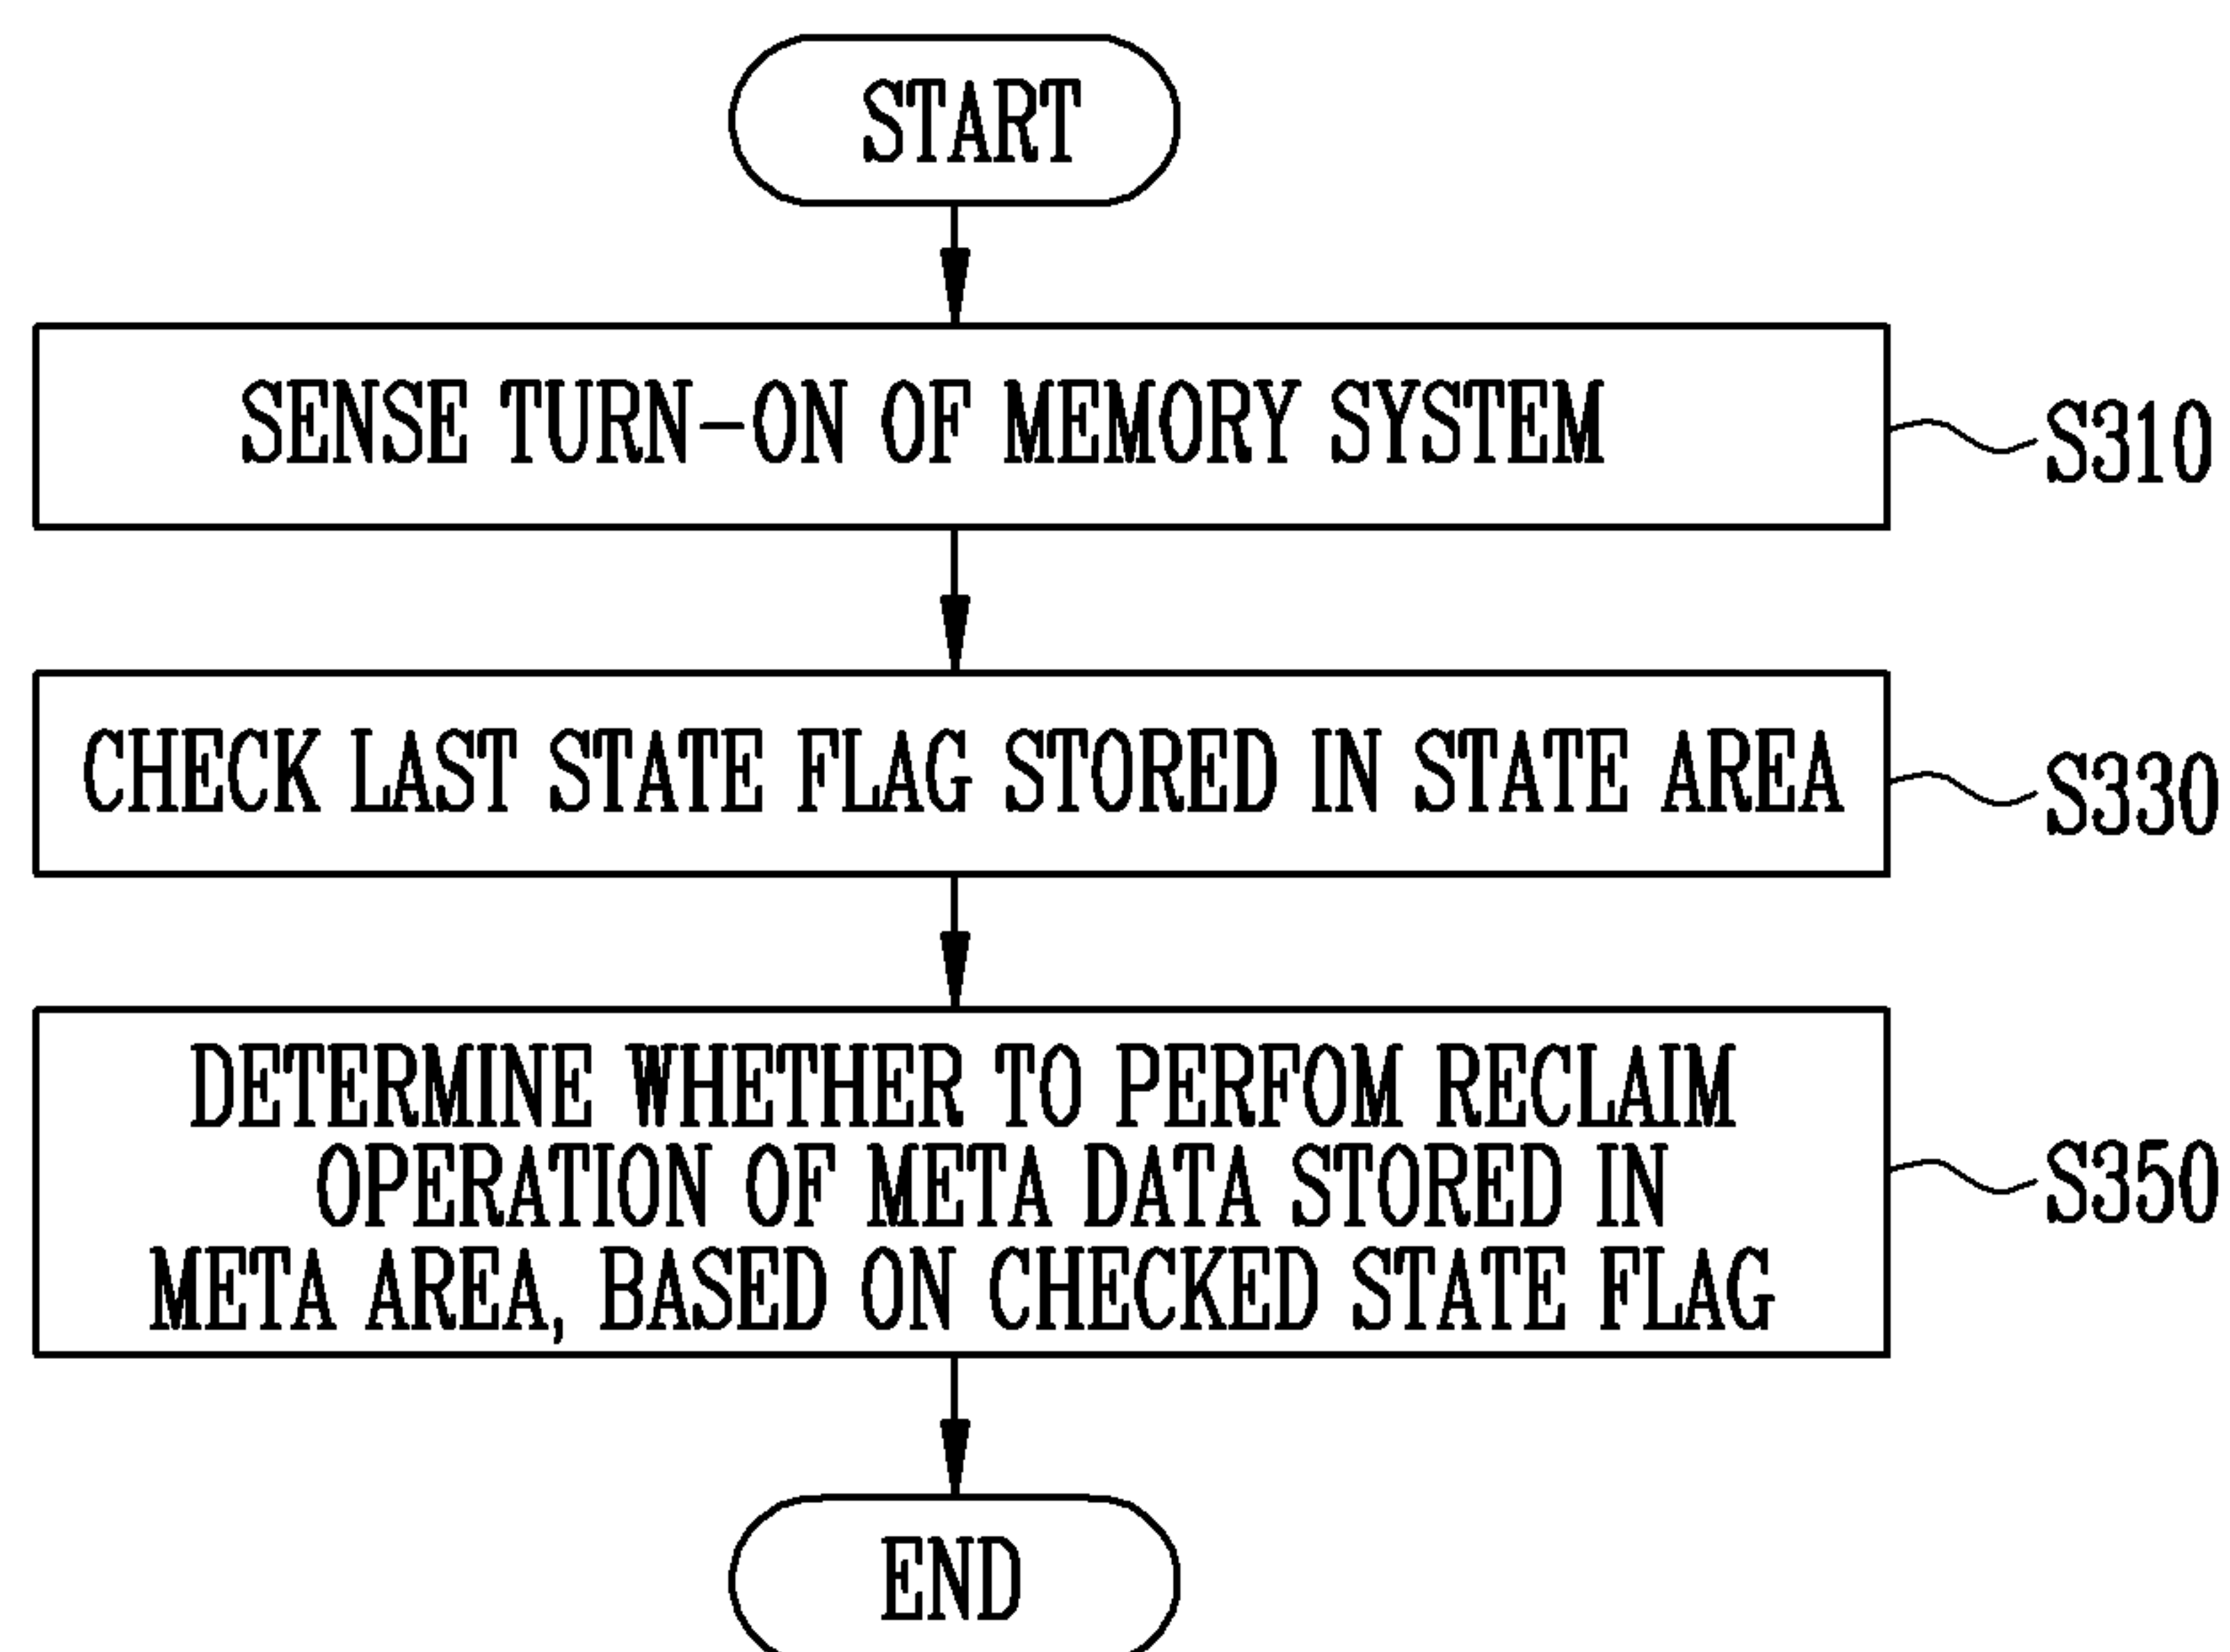 START
SENSE TURN-ON OF MEMORY SYSTEM
S310
CHECK LAST STATE FLAG STORED IN STATE AREA
S330
DETERMINE WHETHER TO PERFOM RECLAIM
OPERATION OF META DATA STORED IN
META AREA, BASED ON CHECKED STATE FLAG
S350
END